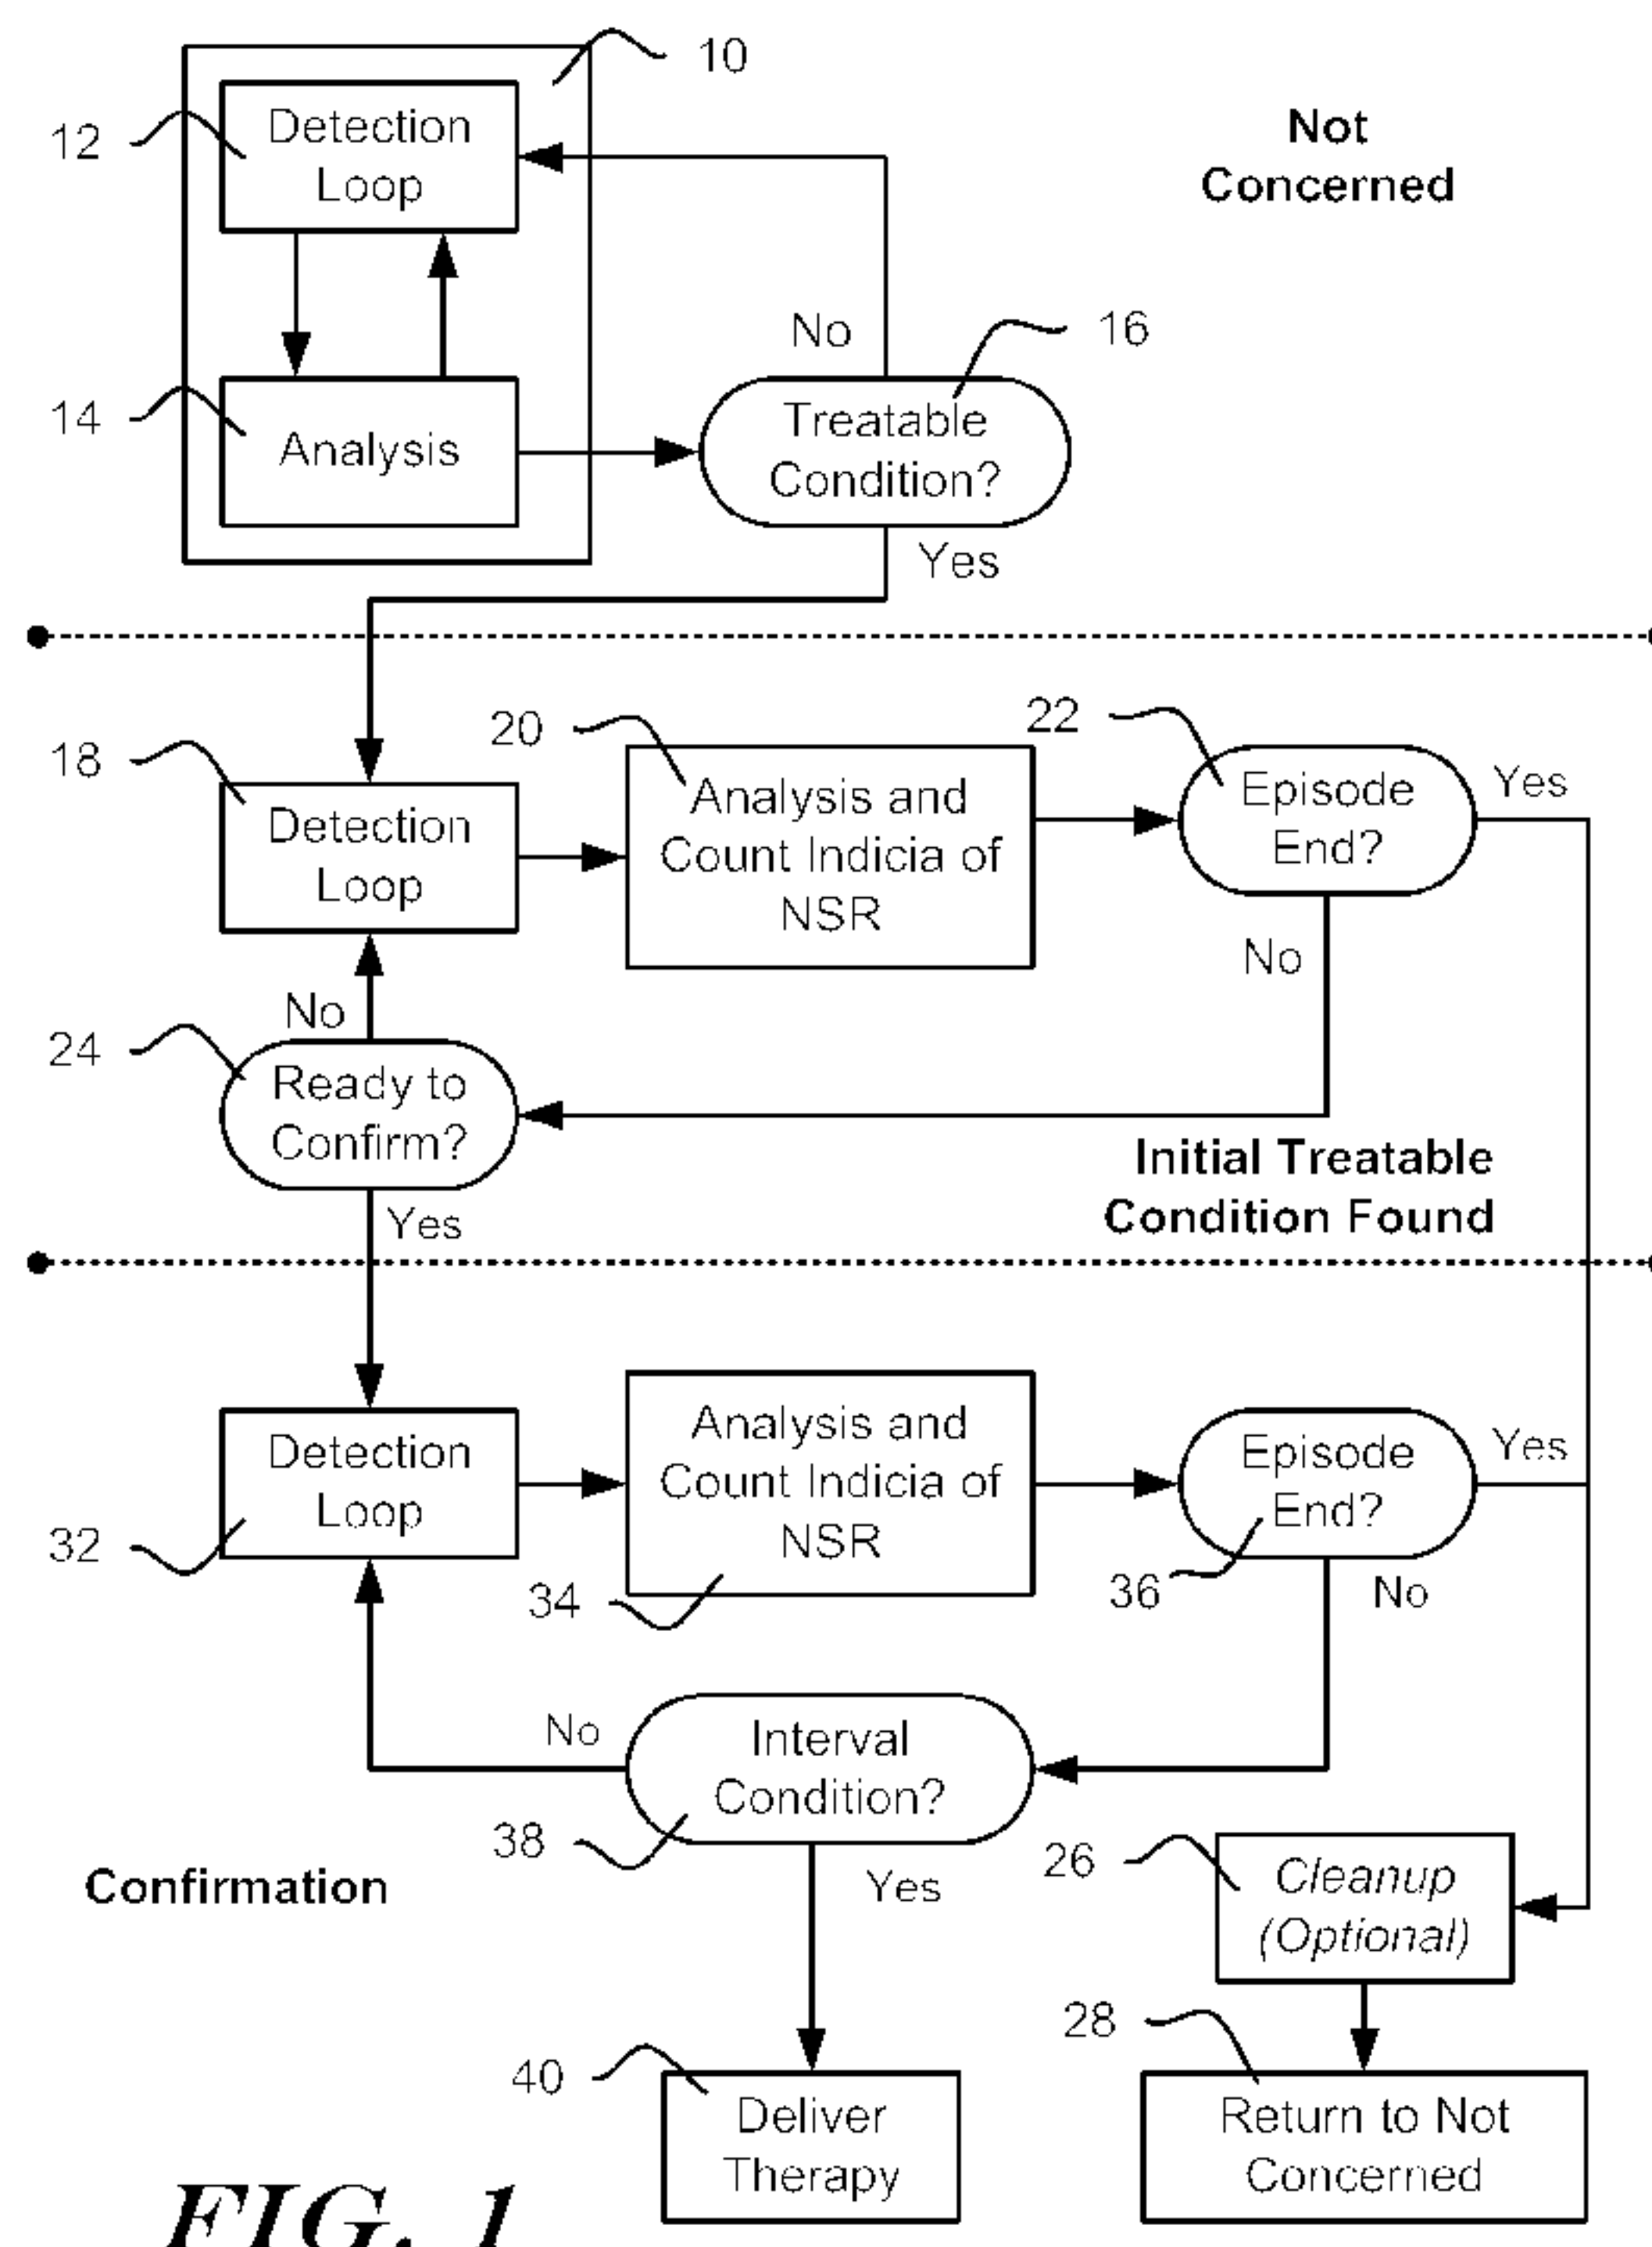 10
12
Detection
Loop
Not
Concerned
No
16
14
Analysis
Treatable
Condition?
Yes
18
Detection
Loop
20
Analysis and
Count Indicia of
NSR
22
Episode
End?
Yes
No
No
24
Ready to
Confirm?
Yes
Initial Treatable
Condition Found
32
Detection
Loop
34
Analysis and
Count Indicia of
NSR
36
Episode
End?
Yes
No
No
38
Interval
Condition?
Yes
Confirmation
26
Cleanup
(Optional)
28
Return to Not
Concerned
40
Deliver
Therapy
FIG. 1